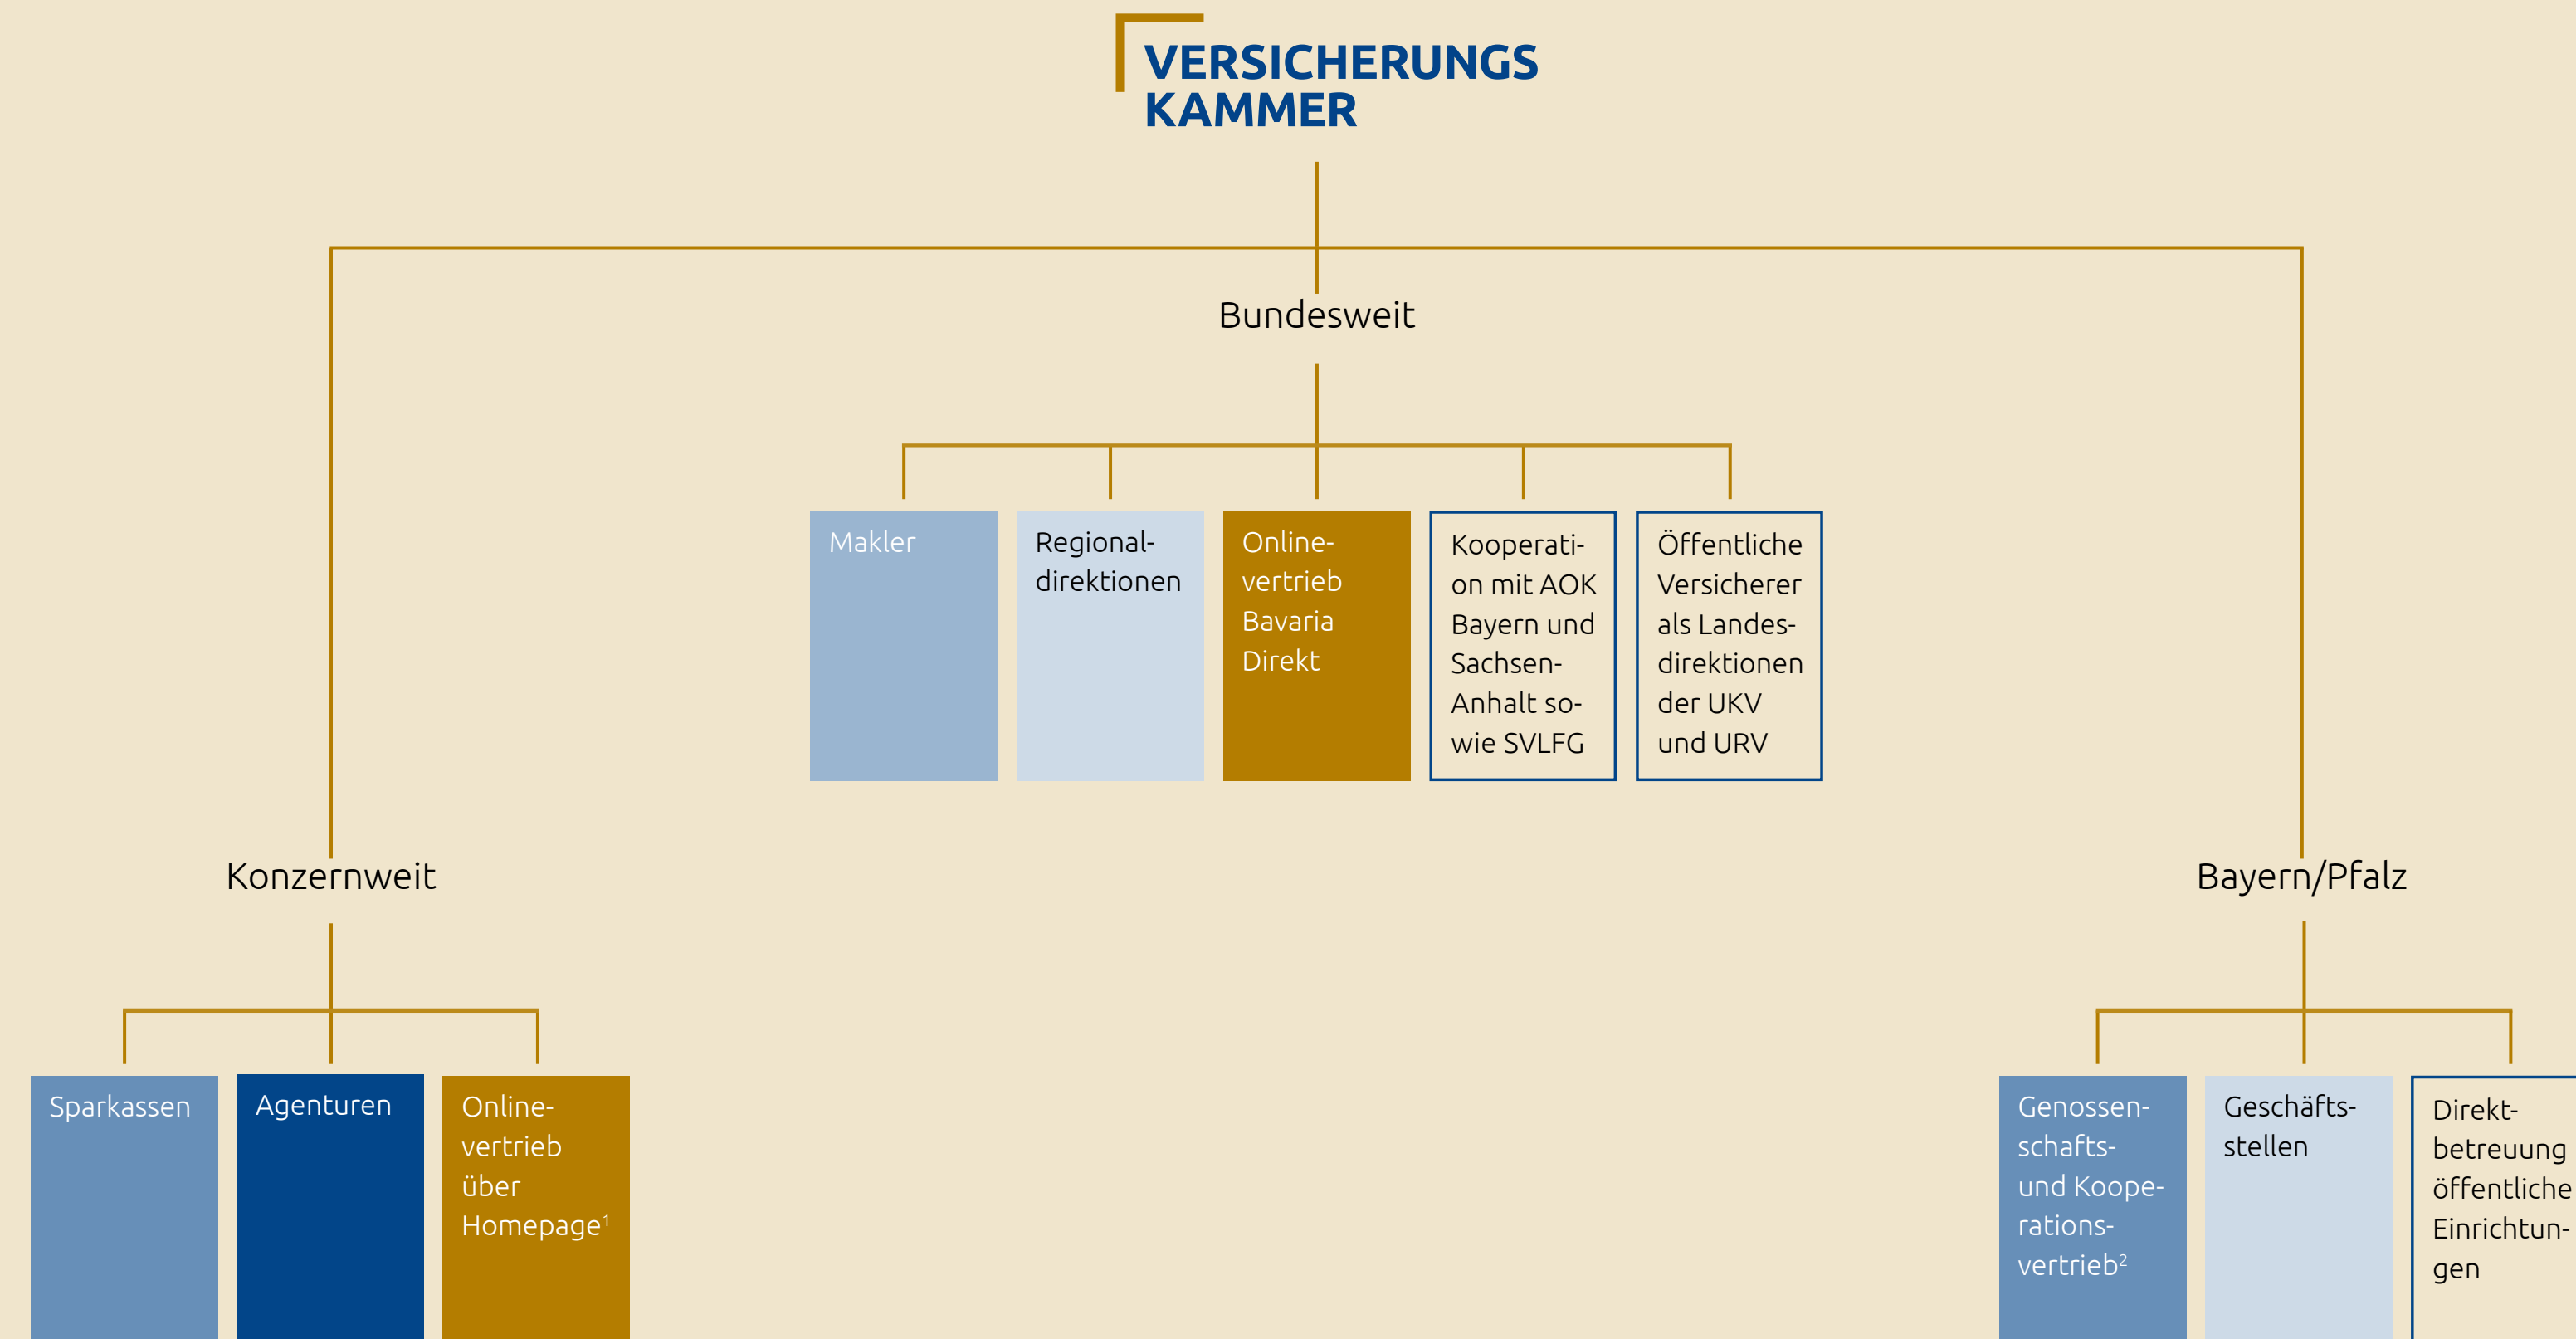 VERSICHERUNGS
KAMMER
Bundesweit
Makler
Regional-
direktionen
Online-
vertrieb
Bavaria
Direkt
Kooperati-
on mit AOK
Bayern und
Sachsen-
Anhalt so-
wie SVLFG
Öffentliche
Versicherer
als Landes-
direktionen
der UKV
und URV
Konzernweit
Sparkassen
Agenturen
Online-
vertrieb
über
Homepage¹
Bayern/Pfalz
Genossen-
schafts-
und Koope-
rations-
vertrieb²
Geschäfts-
stellen
Direkt-
betreuung
öffentliche
Einrichtun-
gen